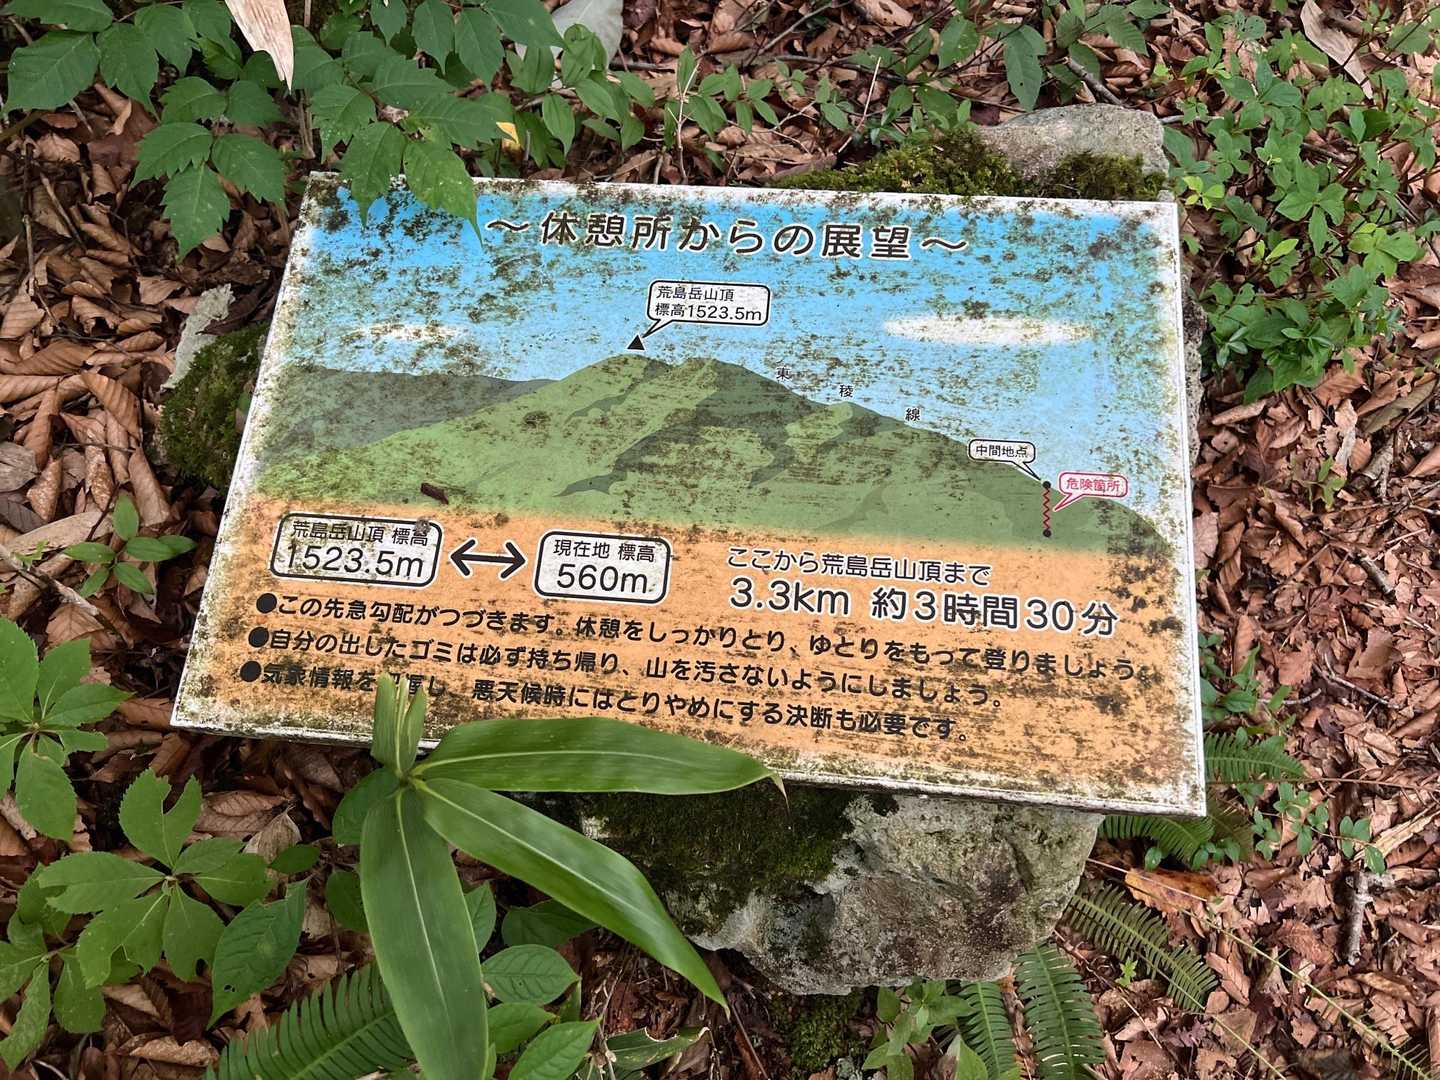 ～休憩所からの展望～
荒島岳山頂
標高1523.5m
東稜線
中間地点
危険箇所
荒島岳山頂 標高
1523.5m
現在地 標高
560m
ここから荒島岳山頂まで
3.3km 約3時間30分
●この先急勾配がつづきます。休憩をしっかりとり、ゆとりをもって登りましょう。
●自分の出したゴミは必ず持ち帰り、山を汚さないようにしましょう。
●気象情報を し、悪天候時にはとりやめにする決断も必要です。